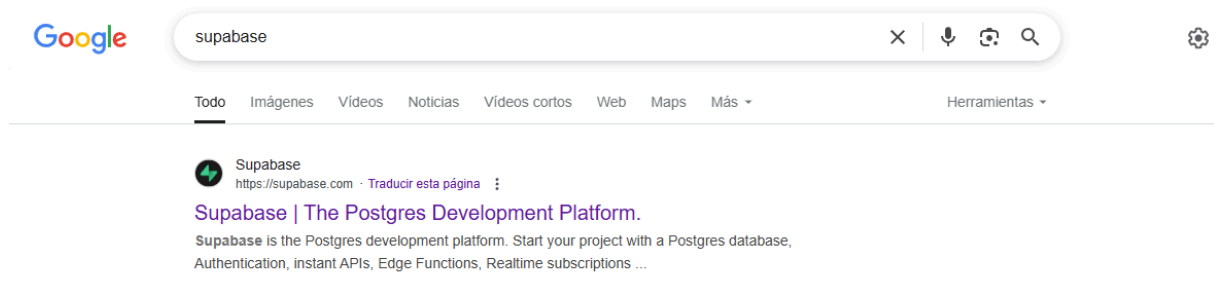 Google
supabase
Todo Imágenes Vídeos Noticias Vídeos cortos Web Maps Más Herramientas
Supabase
https://supabase.com · Traducir esta página
Supabase | The Postgres Development Platform.
Supabase is the Postgres development platform. Start your project with a Postgres database,
Authentication, instant APIs, Edge Functions, Realtime subscriptions ...